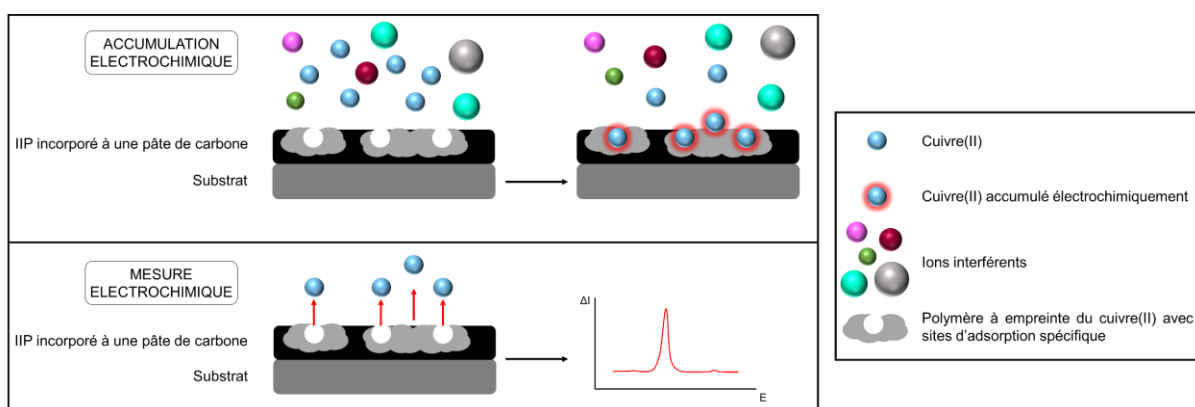 ACCUMULATION
ELECTROCHIMIQUE
IIP incorporé à une pâte de carbone
Substrat
MESURE
ELECTROCHIMIQUE
IIP incorporé à une pâte de carbone
Substrat
ΔI
E
Cuivre(II)
Cuivre(II) accumulé électrochimiquement
Ions interférents
Polymère à empreinte du cuivre(II) avec
sites d'adsorption spécifique